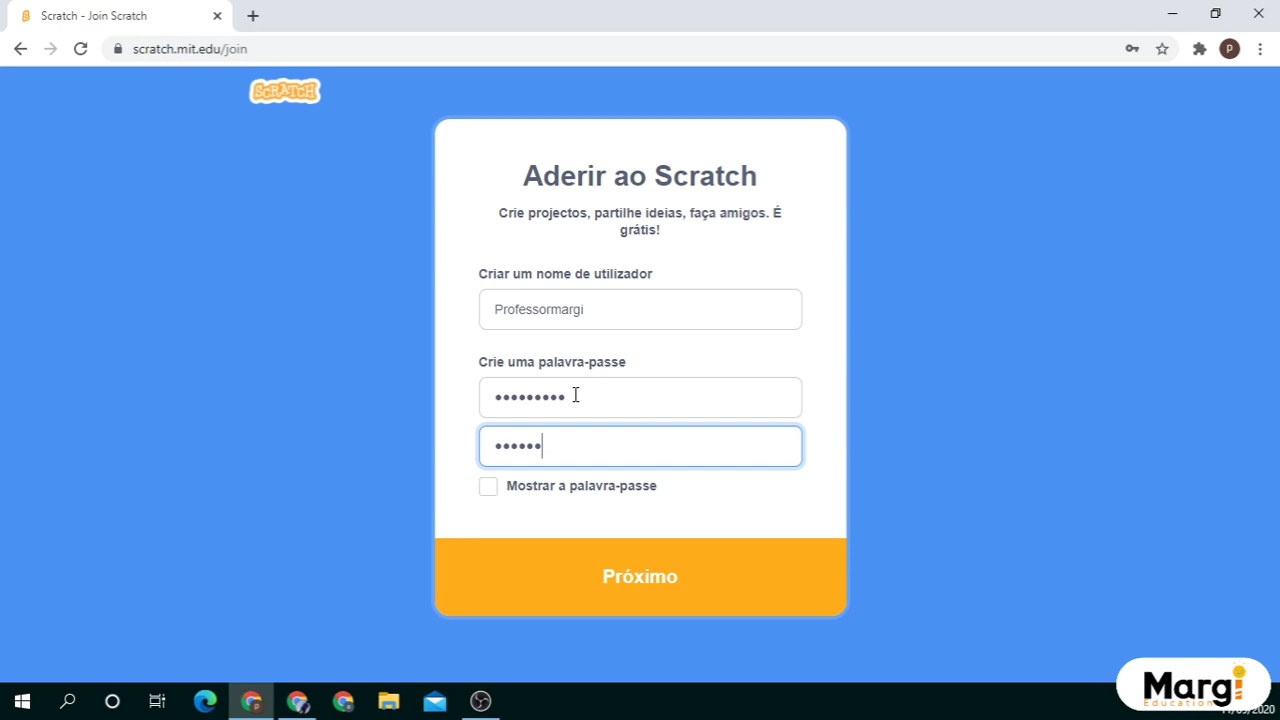 Scratch - Join Scratch
scratch.mit.edu/join
P
SCRATCH
Aderir ao Scratch
Crie projectos, partilhe ideias, faça amigos. É
grátis!
Criar um nome de utilizador
Professormargi
Crie uma palavra-passe
•••••••••
••••••
Mostrar a palavra-passe
Próximo
Margi
Education